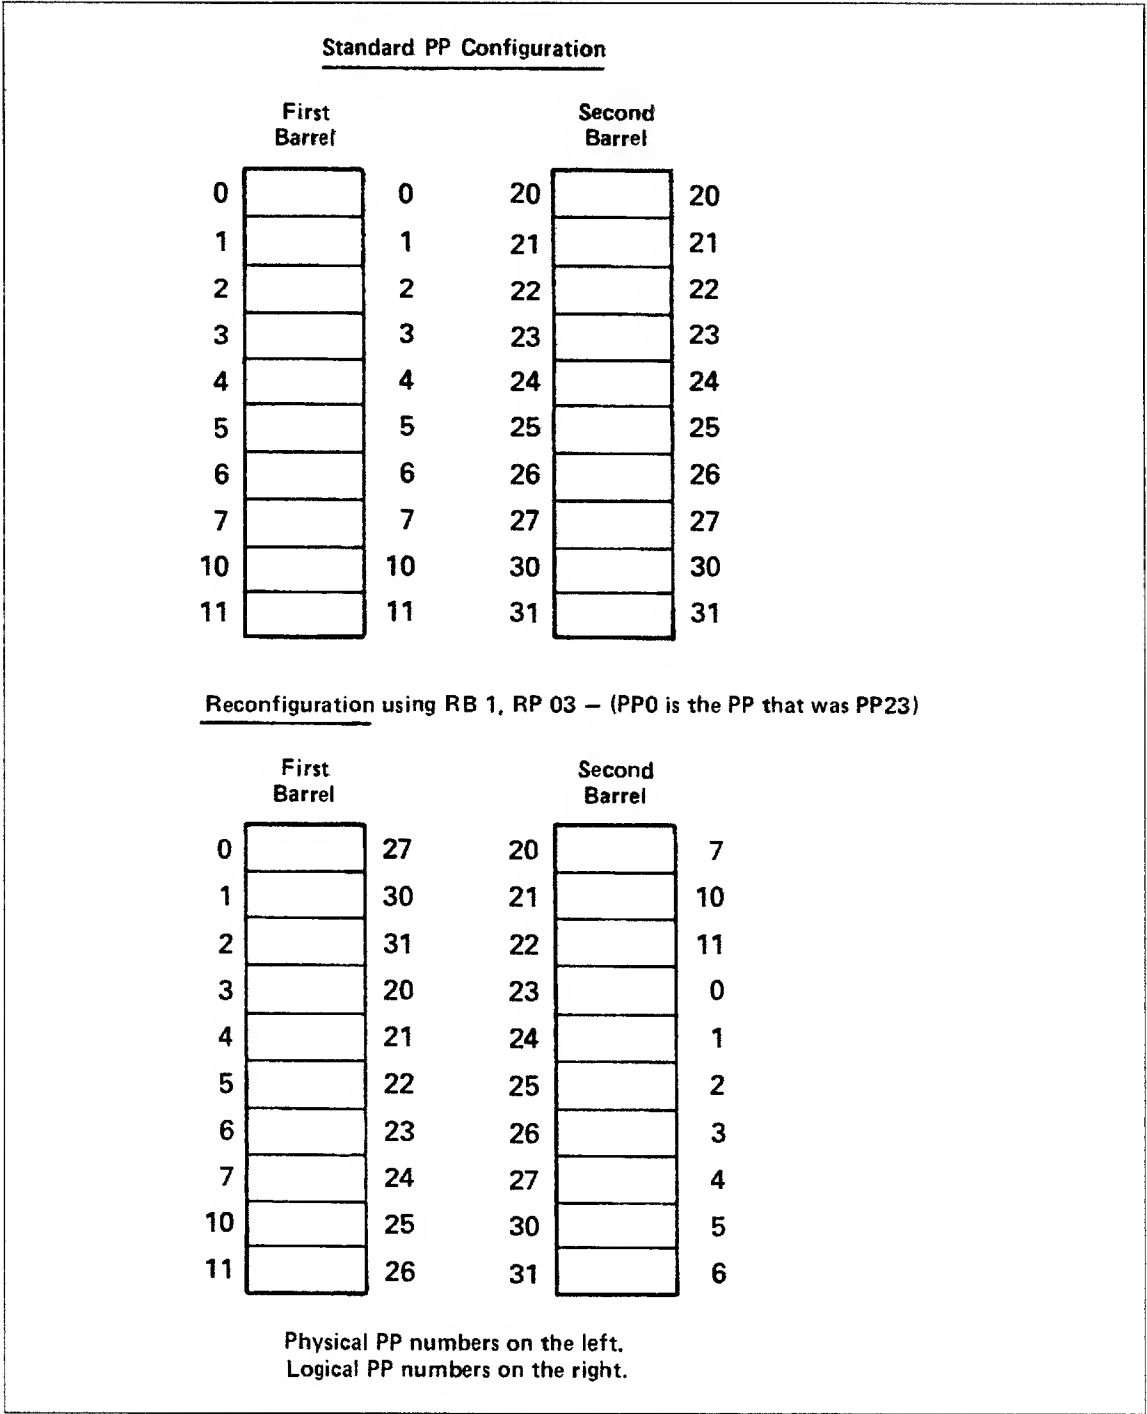 Standard PP Configuration
First Second
Barrel Barrel
0 0 20 20
1 1 21 21
2 2 22 22
3 3 23 23
4 4 24 24
5 5 25 25
6 6 26 26
7 7 27 27
10 10 30 30
11 11 31 31
Reconfiguration using RB 1, RP 03 – (PP0 is the PP that was PP23)
First Second
Barrel Barrel
0 27 20 7
1 30 21 10
2 31 22 11
3 20 23 0
4 21 24 1
5 22 25 2
6 23 26 3
7 24 27 4
10 25 30 5
11 26 31 6
Physical PP numbers on the left.
Logical PP numbers on the right.